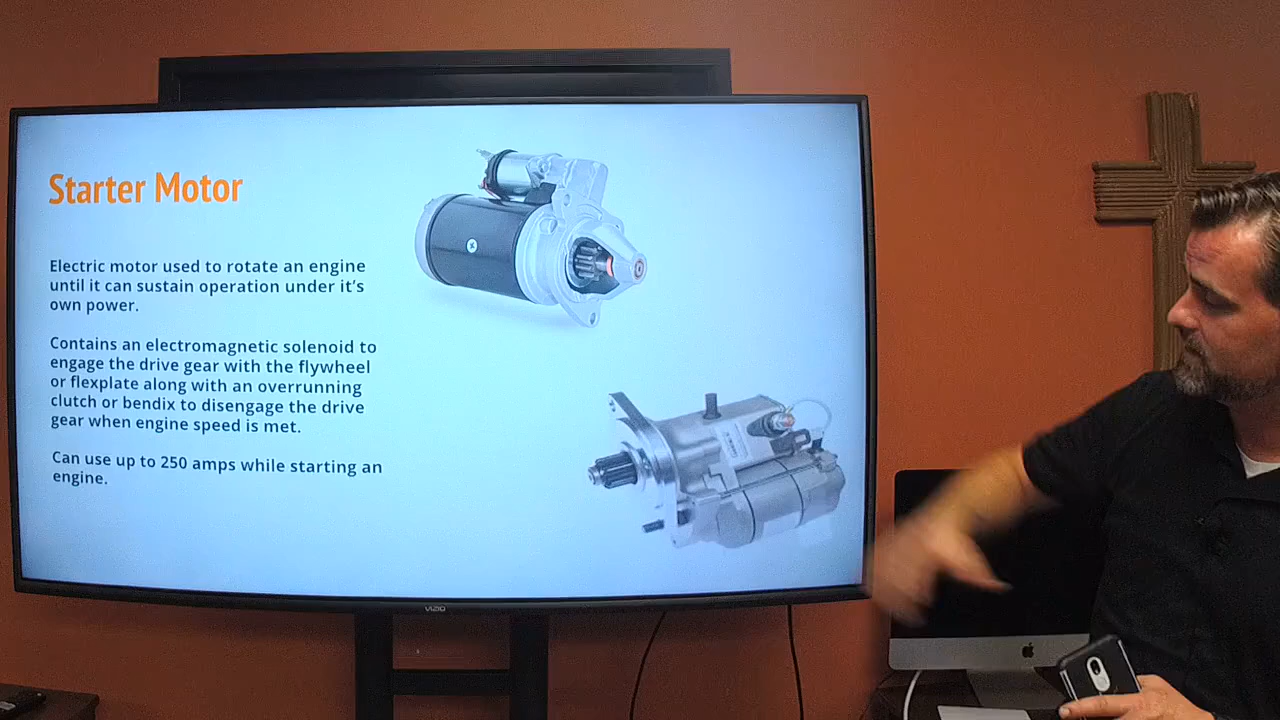 Starter Motor
Electric motor used to rotate an engine
until it can sustain operation under it's
own power.
Contains an electromagnetic solenoid to
engage the drive gear with the flywheel
or flexplate along with an overrunning
clutch or bendix to disengage the drive
gear when engine speed is met.
Can use up to 250 amps while starting an
engine.
VIZIO